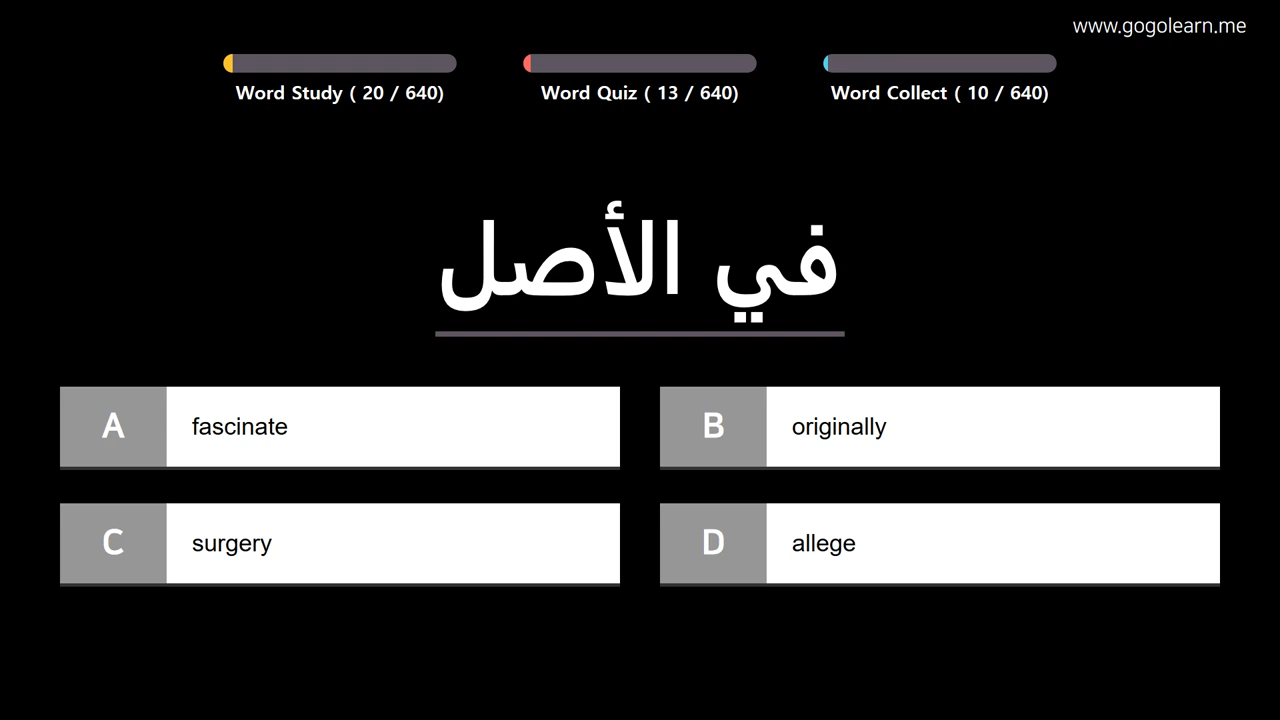 www.gogolearn.me
Word Study ( 20 / 640)
Word Quiz ( 13 / 640)
Word Collect ( 10 / 640)
في الأصل
A fascinate
B originally
C surgery
D allege